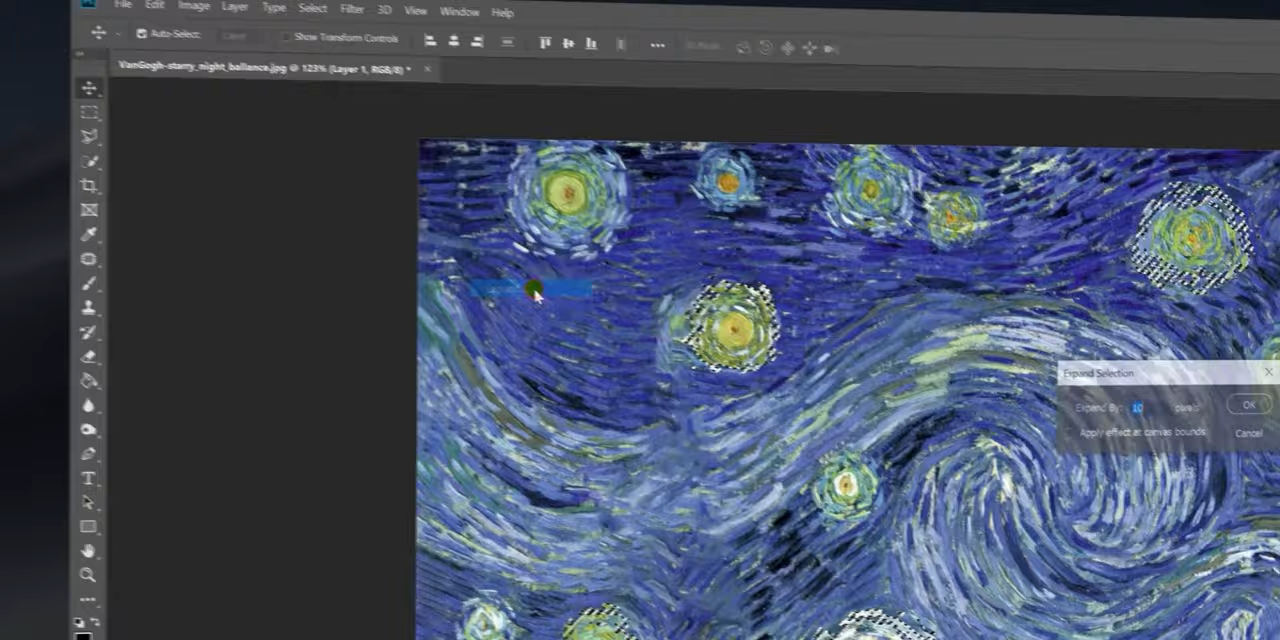 File Edit Image Layer Type Select Filter 3D View Window Help
Auto-Select: Show Transform Controls
VanGogh-starry_night_ballance.jpg @ 123% (Layer 1, RGB/8) *
Expand Selection
Expand By: 10 pixels OK
Apply effect at canvas bounds Cancel